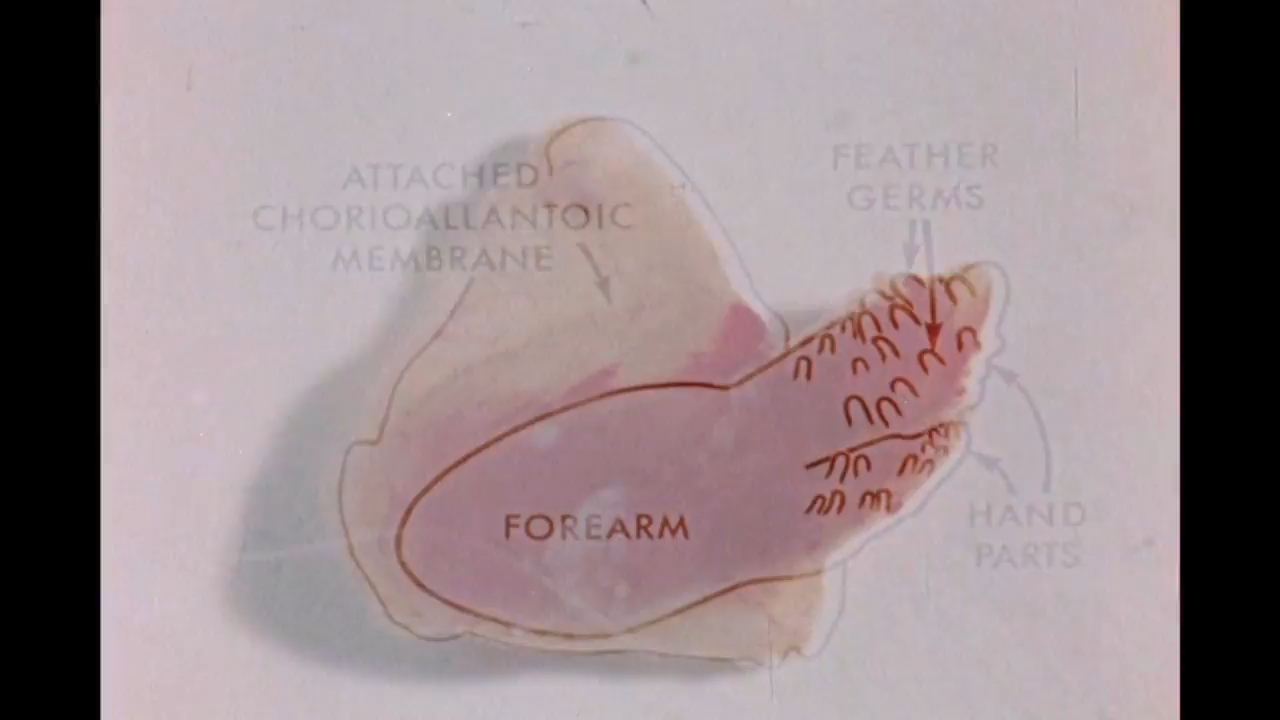 ATTACHED
CHORIOALLANTOIC
MEMBRANE
FEATHER
GERMS
FOREARM
HAND
PARTS